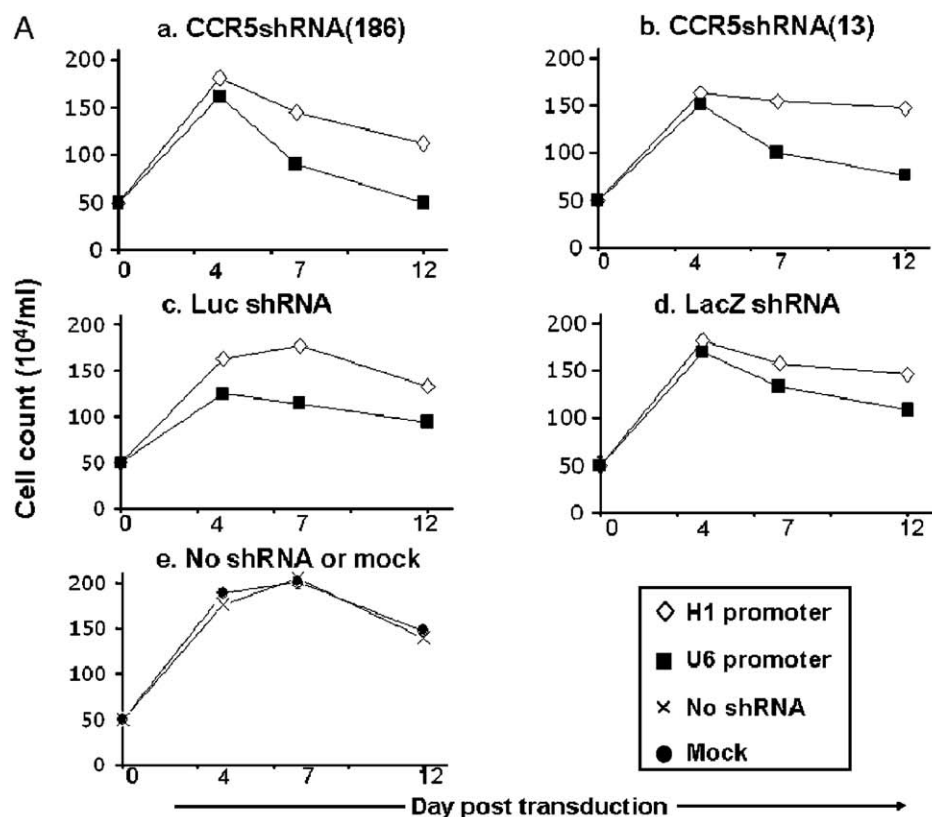 A
a. CCR5shRNA(186)
b. CCR5shRNA(13)
200
150
100
50
0
0 4 7 12
200
150
100
50
0
0 4 7 12
c. Luc shRNA
d. LacZ shRNA
200
150
100
50
0
0 4 7 12
200
150
100
50
0
0 4 7 12
e. No shRNA or mock
200
150
100
50
0
0 4 7 12
Cell count (10⁴/ml)
H1 promoter
U6 promoter
No shRNA
Mock
Day post transduction